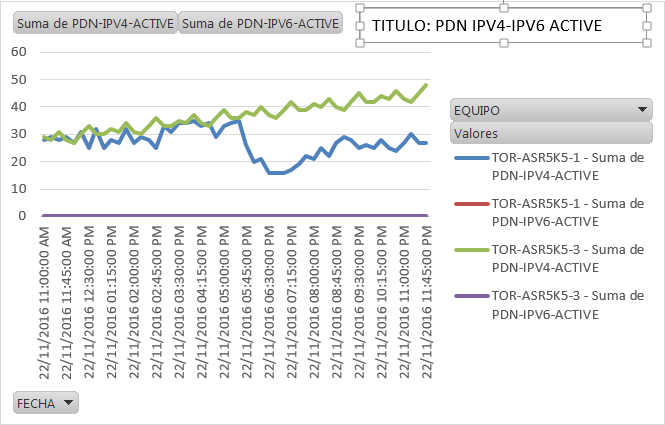 Suma de PDN-IPV4-ACTIVE
Suma de PDN-IPV6-ACTIVE
TITULO: PDN IPV4-IPV6 ACTIVE
60
50
40
30
20
10
0
22/11/2016 11:00:00 AM
22/11/2016 11:45:00 AM
22/11/2016 12:30:00 PM
22/11/2016 01:15:00 PM
22/11/2016 02:00:00 PM
22/11/2016 02:45:00 PM
22/11/2016 03:30:00 PM
22/11/2016 04:15:00 PM
22/11/2016 05:00:00 PM
22/11/2016 05:45:00 PM
22/11/2016 06:30:00 PM
22/11/2016 07:15:00 PM
22/11/2016 08:00:00 PM
22/11/2016 08:45:00 PM
22/11/2016 09:30:00 PM
22/11/2016 10:15:00 PM
22/11/2016 11:00:00 PM
22/11/2016 11:45:00 PM
EQUIPO
Valores
TOR-ASR5K5-1 - Suma de
PDN-IPV4-ACTIVE
TOR-ASR5K5-1 - Suma de
PDN-IPV6-ACTIVE
TOR-ASR5K5-3 - Suma de
PDN-IPV4-ACTIVE
TOR-ASR5K5-3 - Suma de
PDN-IPV6-ACTIVE
FECHA